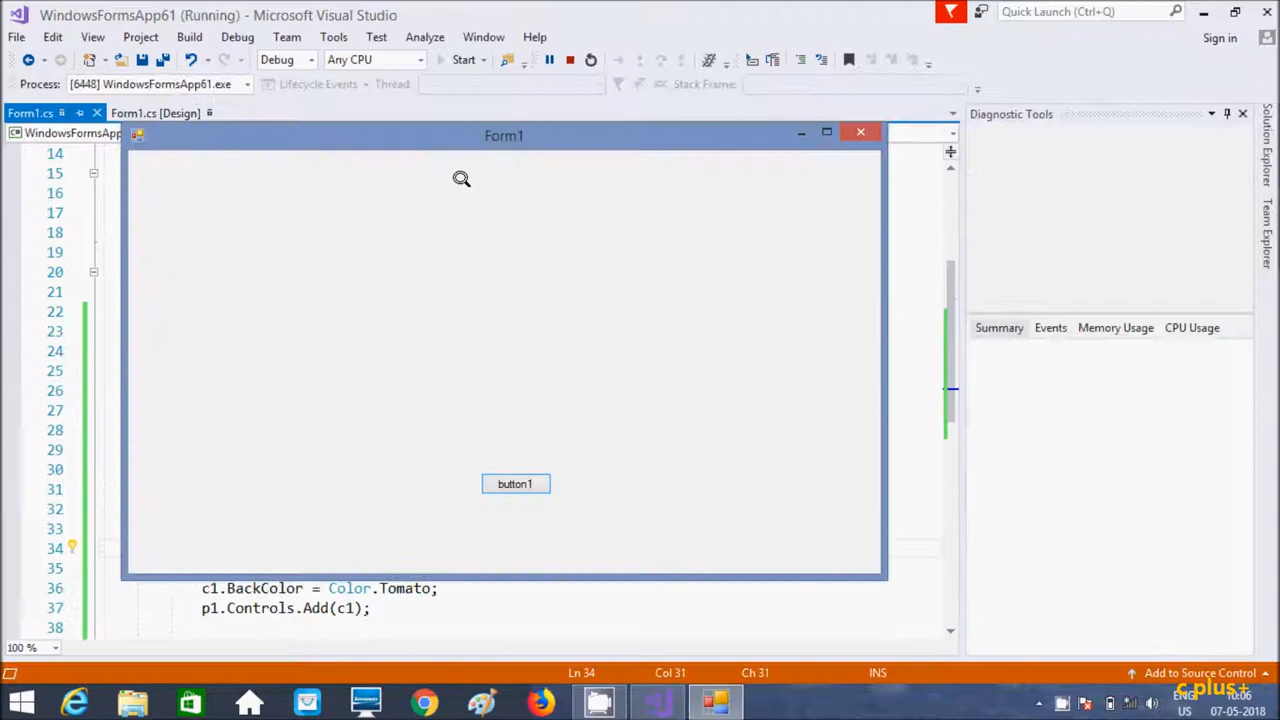 WindowsFormsApp61 (Running) - Microsoft Visual Studio
Quick Launch (Ctrl+Q)
File Edit View Project Build Debug Team Tools Test Analyze Window Help
Sign in
Debug Any CPU Start
Process: [6448] WindowsFormsApp61.exe Lifecycle Events Thread: Stack Frame:
Form1.cs Form1.cs [Design]
Diagnostic Tools
WindowsFormsApp
Form1
Solution Explorer
Team Explorer
14
15
16
17
18
19
20
21
22
23
24
25
26
27
28
29
30
31
32
33
34
35
36 c1.BackColor = Color.Tomato;
37 p1.Controls.Add(c1);
38
button1
Summary Events Memory Usage CPU Usage
100 %
Ln 34 Col 31 Ch 31 INS Add to Source Control
ENG 10:06
07-05-2018
c plus+